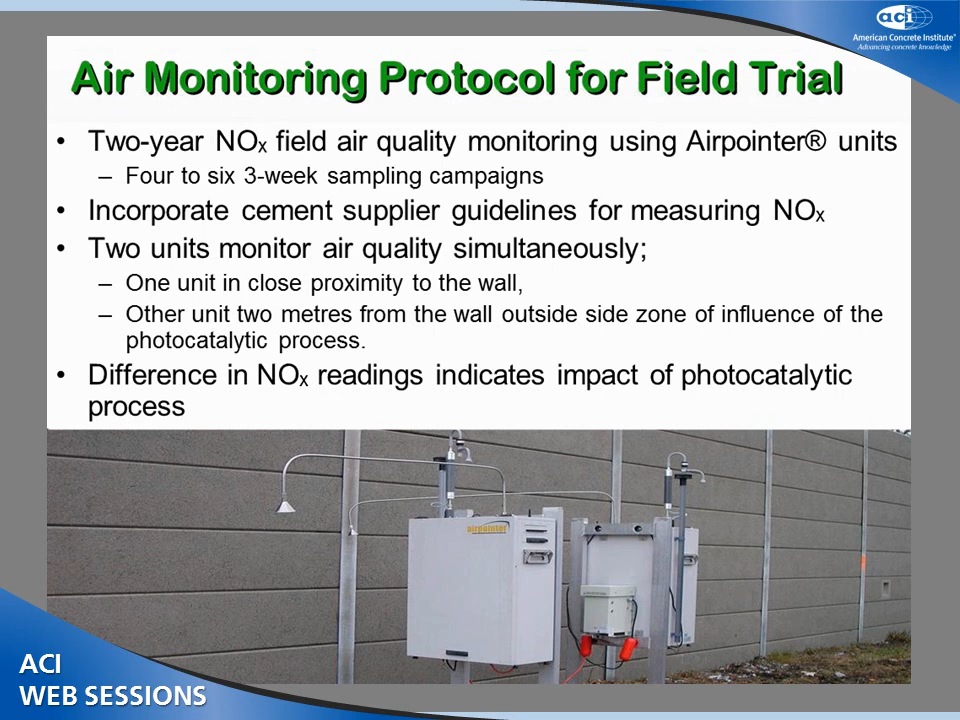 aci
American Concrete Institute®
Advancing concrete knowledge
Air Monitoring Protocol for Field Trial
• Two-year NOx field air quality monitoring using Airpointer® units
– Four to six 3-week sampling campaigns
• Incorporate cement supplier guidelines for measuring NOx
• Two units monitor air quality simultaneously;
– One unit in close proximity to the wall,
– Other unit two metres from the wall outside side zone of influence of the
photocatalytic process.
• Difference in NOx readings indicates impact of photocatalytic
process
airpointer
ACI
WEB SESSIONS